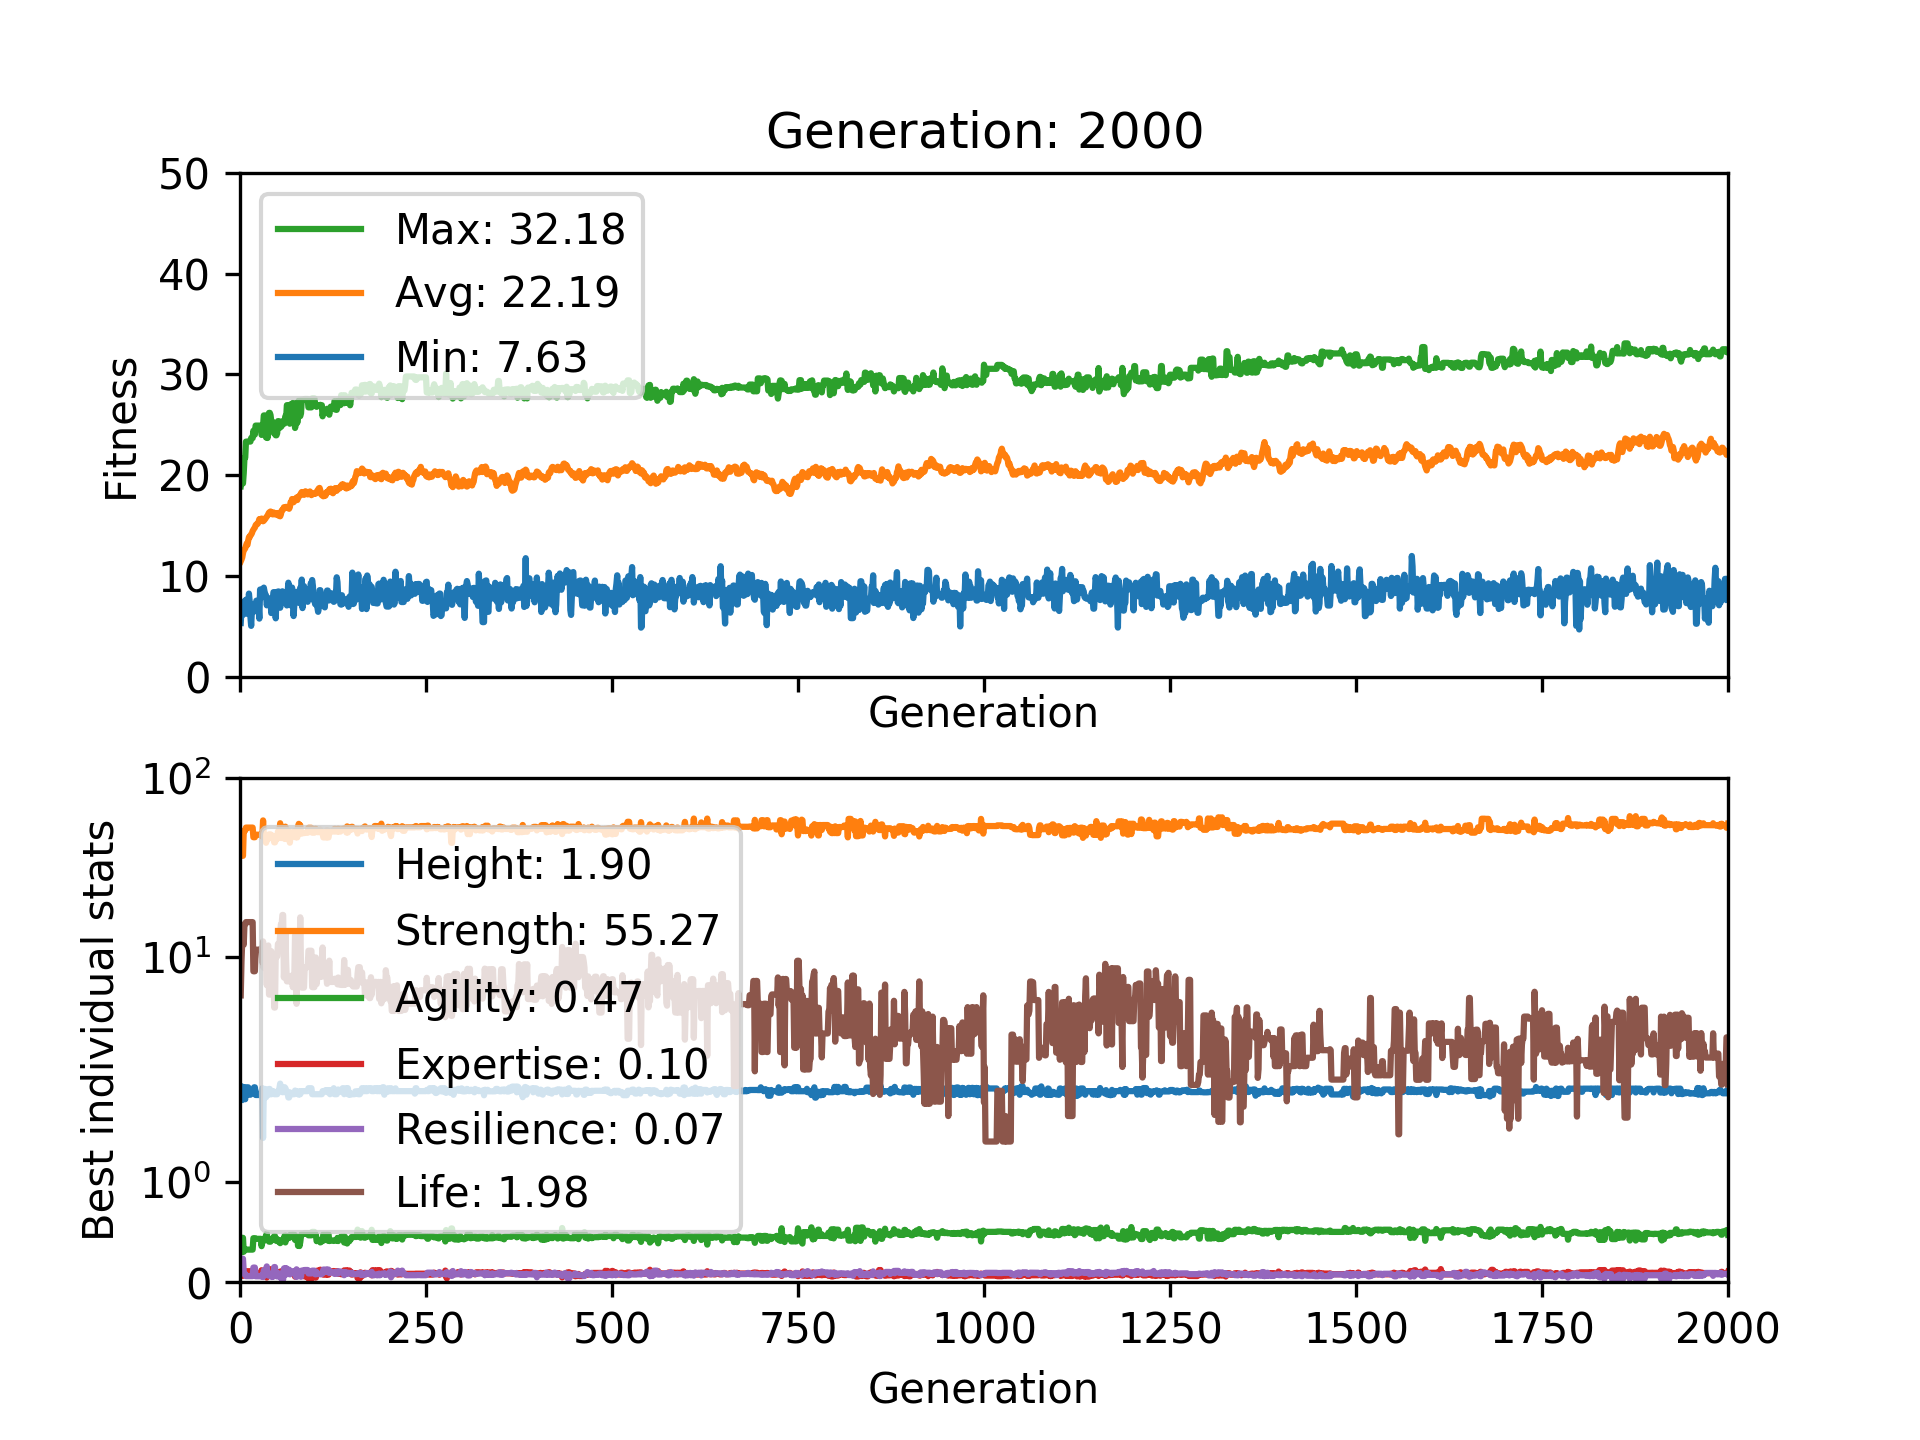 Generation: 2000
50
40
30
20
10
0
Fitness
Max: 32.18
Avg: 22.19
Min: 7.63
Generation
10²
10¹
10⁰
0
Best individual stats
Height: 1.90
Strength: 55.27
Agility: 0.47
Expertise: 0.10
Resilience: 0.07
Life: 1.98
0 250 500 750 1000 1250 1500 1750 2000
Generation